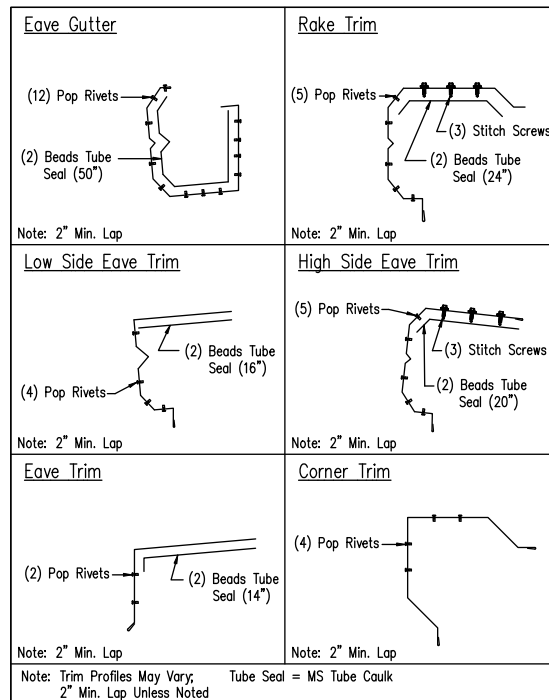 Eave Gutter
(12) Pop Rivets
(2) Beads Tube
Seal (50")
Note: 2" Min. Lap
Rake Trim
(5) Pop Rivets
(3) Stitch Screws
(2) Beads Tube
Seal (24")
Note: 2" Min. Lap
Low Side Eave Trim
(2) Beads Tube
Seal (16")
(4) Pop Rivets
Note: 2" Min. Lap
High Side Eave Trim
(5) Pop Rivets
(3) Stitch Screws
(2) Beads Tube
Seal (20")
Note: 2" Min. Lap
Eave Trim
(2) Pop Rivets
(2) Beads Tube
Seal (14")
Note: 2" Min. Lap
Corner Trim
(4) Pop Rivets
Note: 2" Min. Lap
Note: Trim Profiles May Vary; Tube Seal = MS Tube Caulk
2" Min. Lap Unless Noted